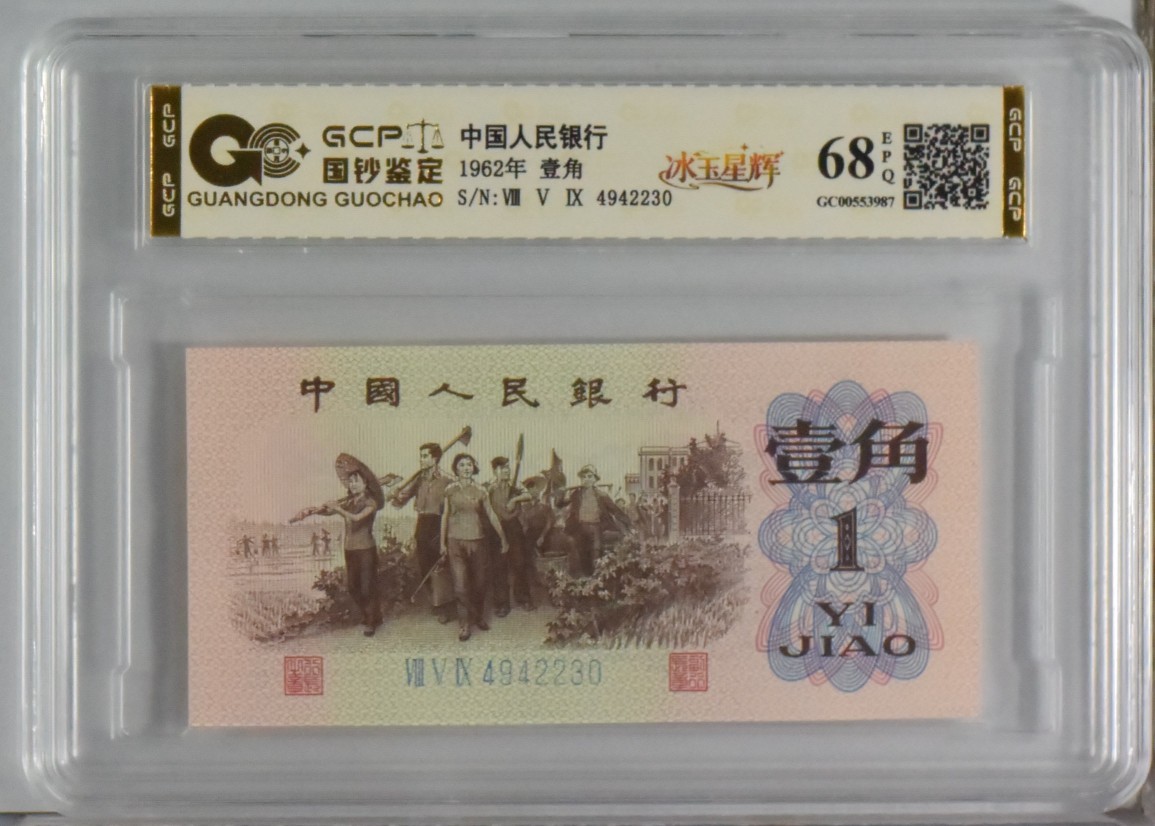 GCP
GCP
GCP
国钞鉴定
GUANGDONG GUOCHAO
中国人民银行
1962年 壹角
S/N: Ⅷ Ⅴ Ⅸ 4942230
冰玉星辉
68
EPQ
GC00553987
GCP
GCP
中國人民銀行
壹角
1
YI
JIAO
Ⅷ Ⅴ Ⅸ 4942230